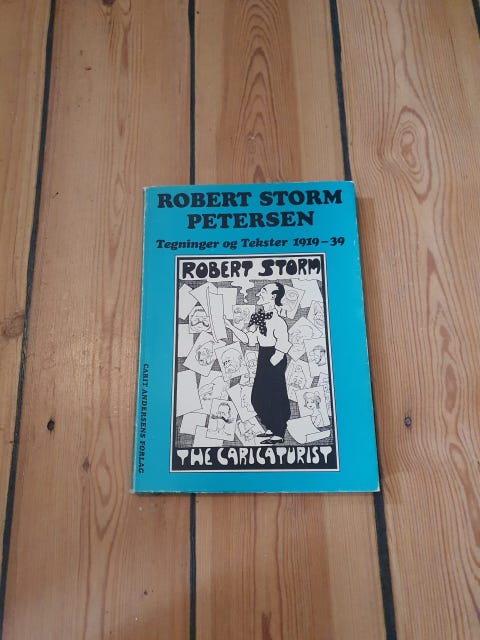 ROBERT STORM
PETERSEN
Tegninger og Tekster 1919-39
ROBERT STORM
THE CARICATURIST
CARIT ANDERSENS FORLAG